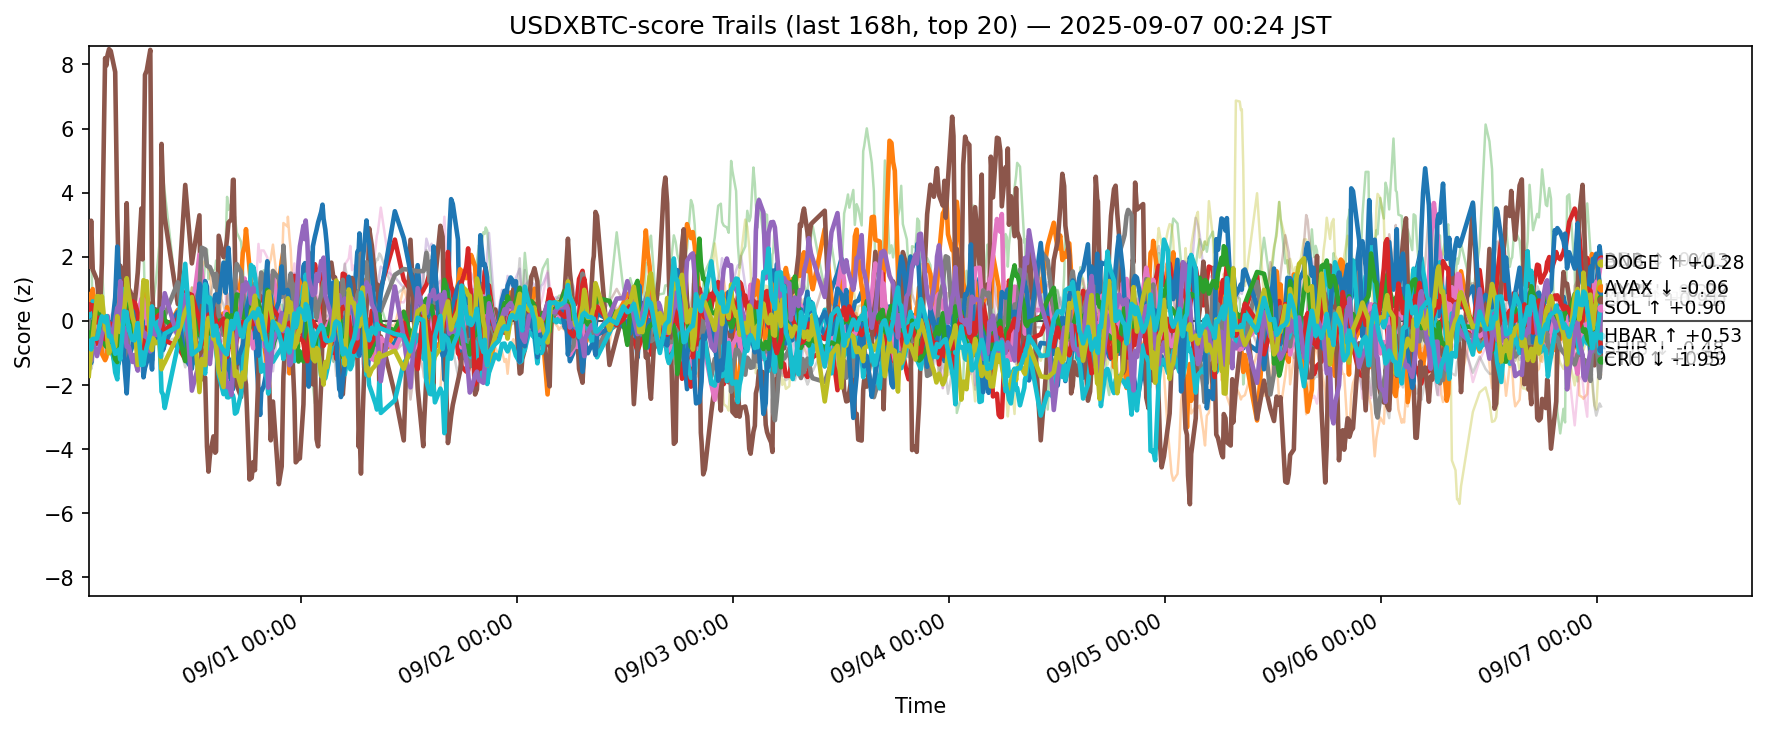 USDXBTC-score Trails (last 168h, top 20) — 2025-09-07 00:24 JST
Score (z)
8
6
4
2
0
−2
−4
−6
−8
DOGE ↑ +0.28
AVAX ↓ -0.06
SOL ↑ +0.90
HBAR ↑ +0.53
CRO ↓ -1.95
09/01 00:00
09/02 00:00
09/03 00:00
09/04 00:00
09/05 00:00
09/06 00:00
09/07 00:00
Time